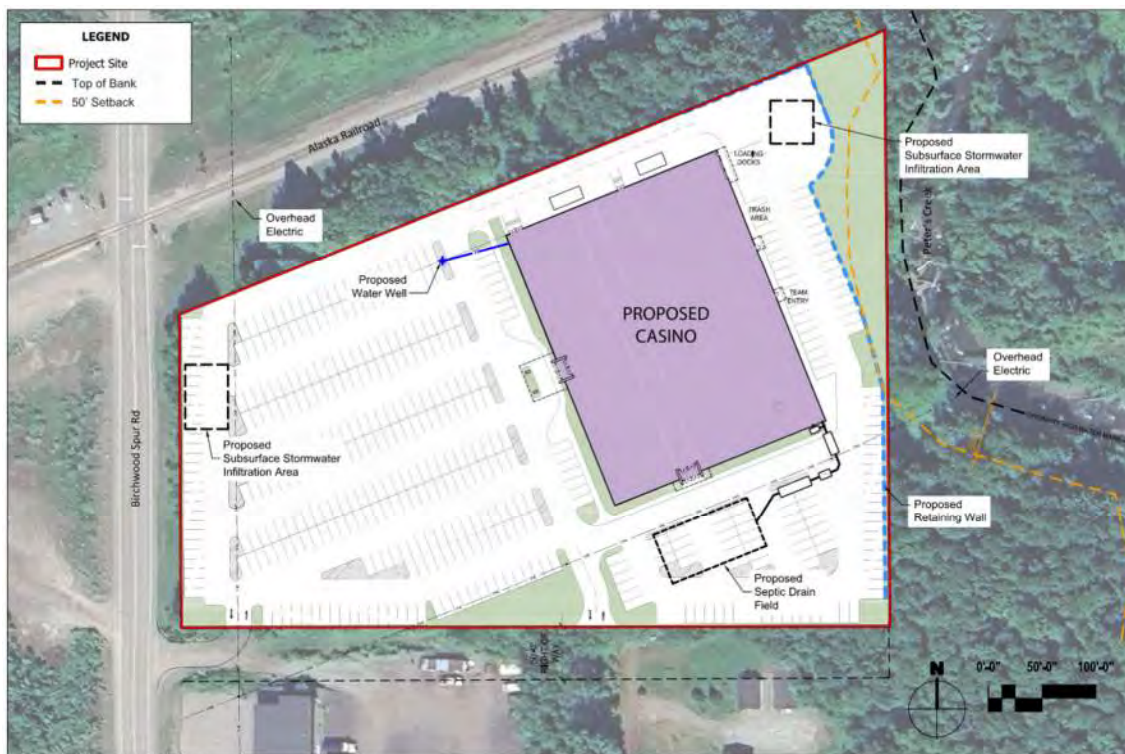 LEGEND
Project Site
Top of Bank
50' Setback
Alaska Railroad
Overhead
Electric
Proposed
Water Well
Birchwood Spur Rd
Proposed
Subsurface Stormwater
Infiltration Area
PROPOSED
CASINO
LOADING
DOCKS
TRASH
AREA
TEAM
ENTRY
Proposed
Subsurface Stormwater
Infiltration Area
Peter's Creek
Overhead
Electric
Proposed
Retaining Wall
Proposed
Septic Drain
Field
N
0'-0" 50'-0" 100'-0"